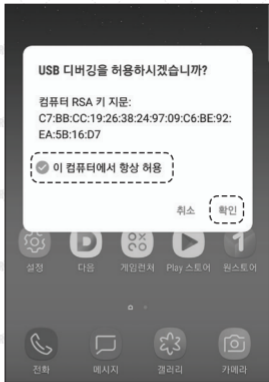 USB 디버깅을 허용하시겠습니까?
컴퓨터 RSA 키 지문:
C7:BB:CC:19:26:38:24:97:09:C6:BE:92:
EA:5B:16:D7
이 컴퓨터에서 항상 허용
취소 확인
설정 다음 게임런처 Play 스토어 원스토어
전화 메시지 갤러리 카메라